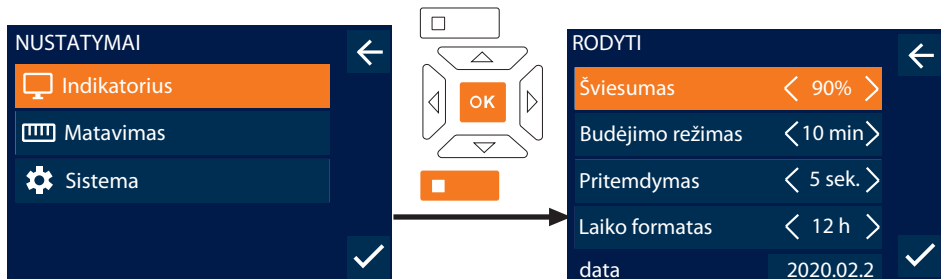 NUSTATYMAI
Indikatorius
Matavimas
Sistema
OK
RODYTI
Šviesumas 90%
Budėjimo režimas 10 min
Pritemdymas 5 sek.
Laiko formatas 12 h
data 2020.02.2